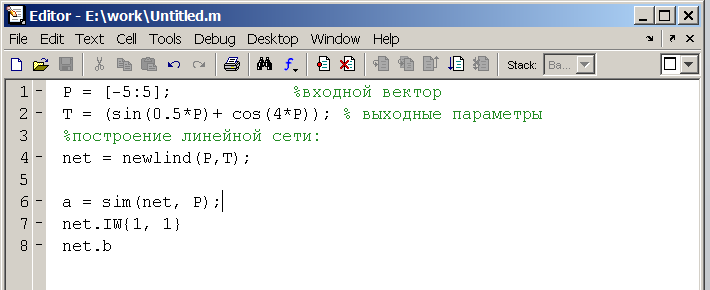 Editor - E:\work\Untitled.m
File Edit Text Cell Tools Debug Desktop Window Help
Stack: Ba...
1 - P = [-5:5]; %входной вектор
2 - T = (sin(0.5*P)+ cos(4*P)); % выходные параметры
3 %построение линейной сети:
4 - net = newlind(P,T);
5
6 - a = sim(net, P);
7 - net.IW{1, 1}
8 - net.b